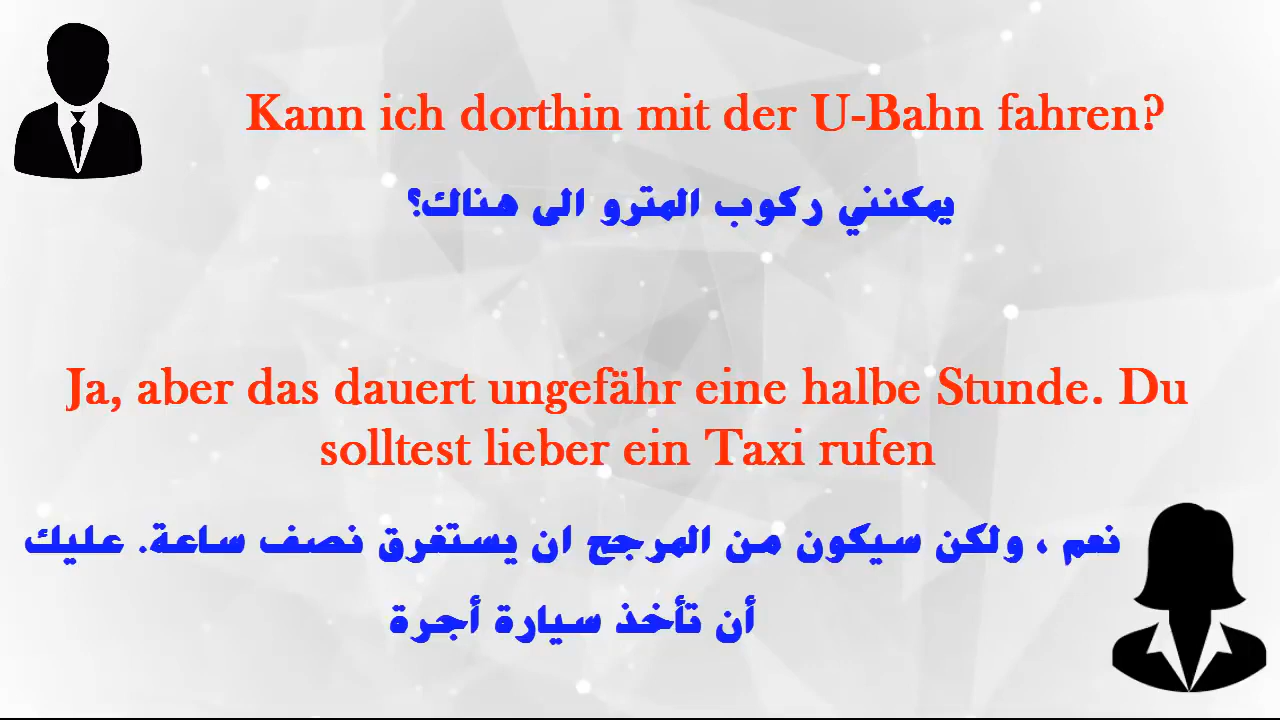 Kann ich dorthin mit der U-Bahn fahren?
يمكنني ركوب المترو الى هناك؟
Ja, aber das dauert ungefähr eine halbe Stunde. Du
solltest lieber ein Taxi rufen
نعم ، ولكن سيكون من المرجح ان يستغرق نصف ساعة. عليك
أن تأخذ سيارة أجرة